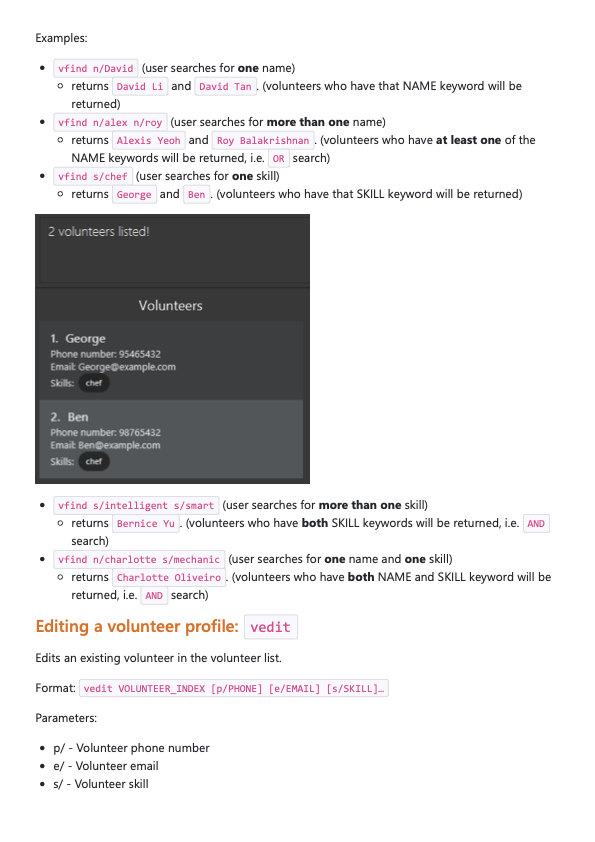 Examples:
vfind n/David (user searches for one name)
returns David Li and David Tan. (volunteers who have that NAME keyword will be
returned)
vfind n/alex n/roy (user searches for more than one name)
returns Alexis Yeoh and Roy Balakrishnan. (volunteers who have at least one of the
NAME keywords will be returned, i.e. OR search)
vfind s/chef (user searches for one skill)
returns George and Ben. (volunteers who have that SKILL keyword will be returned)
2 volunteers listed!
Volunteers
1. George
Phone number: 95465432
Email: George@example.com
Skills: chef
2. Ben
Phone number: 98765432
Email: Ben@example.com
Skills: chef
vfind s/intelligent s/smart (user searches for more than one skill)
returns Bernice Yu. (volunteers who have both SKILL keywords will be returned, i.e. AND
search)
vfind n/charlotte s/mechanic (user searches for one name and one skill)
returns Charlotte Oliveiro. (volunteers who have both NAME and SKILL keyword will be
returned, i.e. AND search)
Editing a volunteer profile: vedit
Edits an existing volunteer in the volunteer list.
Format: vedit VOLUNTEER_INDEX [p/PHONE] [e/EMAIL] [s/SKILL]…
Parameters:
p/ - Volunteer phone number
e/ - Volunteer email
s/ - Volunteer skill